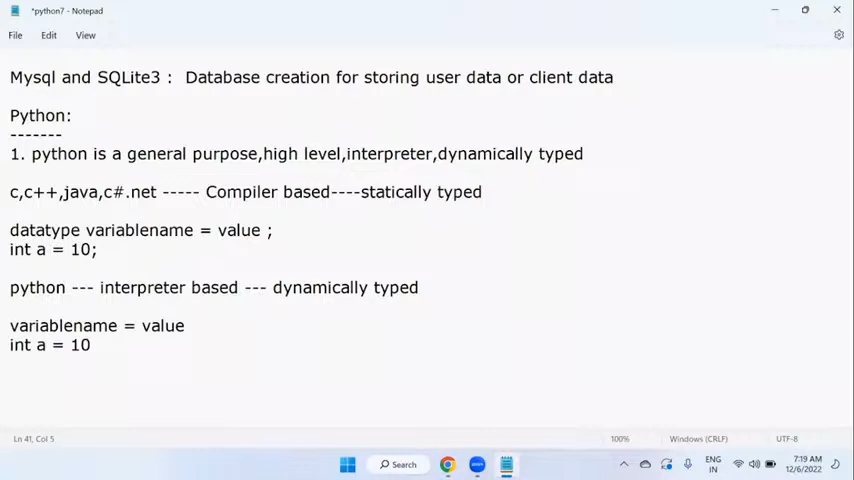 *python7 - Notepad
File Edit View
Mysql and SQLite3 : Database creation for storing user data or client data
Python:
-------
1. python is a general purpose,high level,interpreter,dynamically typed
c,c++,java,c#.net ----- Compiler based----statically typed
datatype variablename = value ;
int a = 10;
python --- interpreter based --- dynamically typed
variablename = value
int a = 10
Ln 41, Col 5 100% Windows (CRLF) UTF-8
Search zoom ENG IN 7:19 AM 12/6/2022